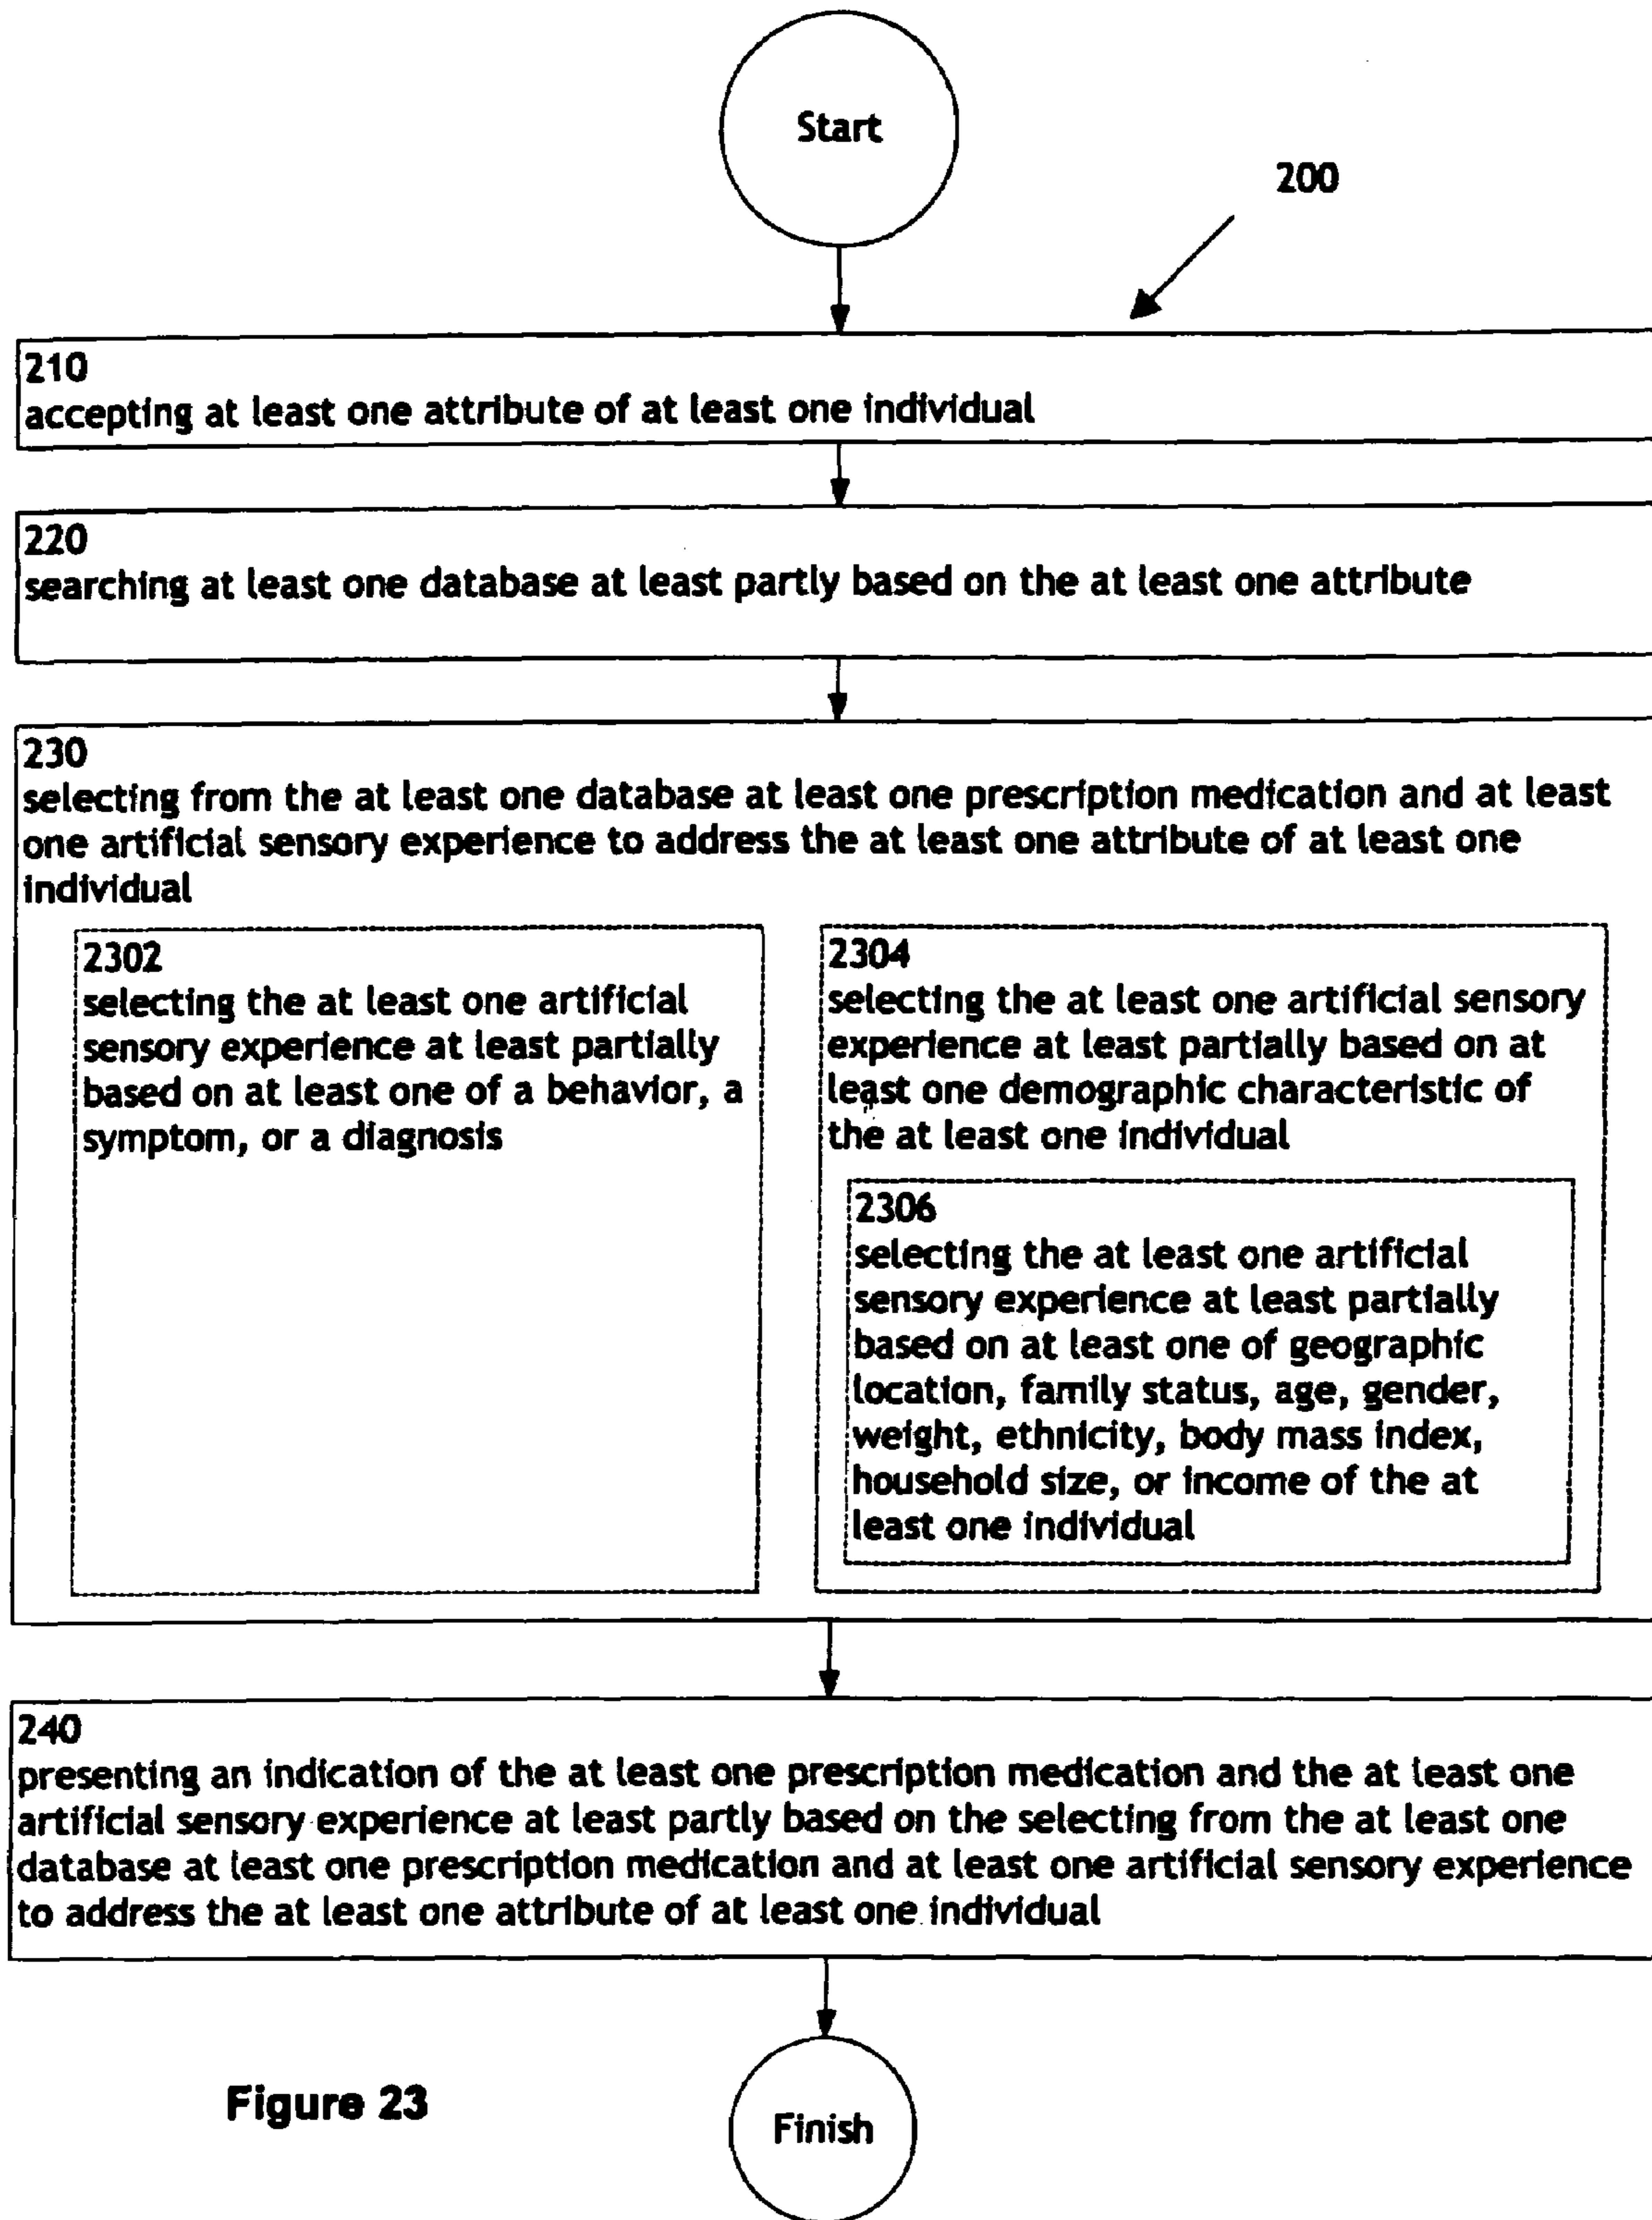 Start
200
210
accepting at least one attribute of at least one individual
220
searching at least one database at least partly based on the at least one attribute
230
selecting from the at least one database at least one prescription medication and at least
one artificial sensory experience to address the at least one attribute of at least one
individual
2302
selecting the at least one artificial
sensory experience at least partially
based on at least one of a behavior, a
symptom, or a diagnosis
2304
selecting the at least one artificial sensory
experience at least partially based on at
least one demographic characteristic of
the at least one individual
2306
selecting the at least one artificial
sensory experience at least partially
based on at least one of geographic
location, family status, age, gender,
weight, ethnicity, body mass index,
household size, or income of the at
least one individual
240
presenting an indication of the at least one prescription medication and the at least one
artificial sensory experience at least partly based on the selecting from the at least one
database at least one prescription medication and at least one artificial sensory experience
to address the at least one attribute of at least one individual
Figure 23
Finish